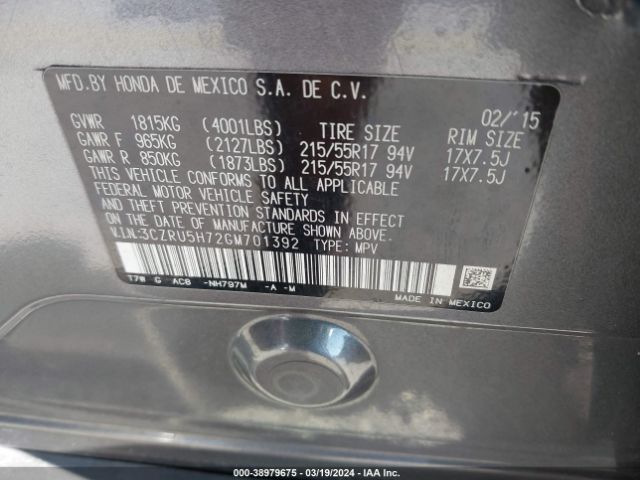 MFD.BY HONDA DE MEXICO S.A. DE C.V.
02/'15
GVWR 1815KG (4001LBS) TIRE SIZE RIM SIZE
GAWR F 965KG (2127LBS) 215/55R17 94V 17X7.5J
GAWR R 850KG (1873LBS) 215/55R17 94V 17X7.5J
THIS VEHICLE CONFORMS TO ALL APPLICABLE
FEDERAL MOTOR VEHICLE SAFETY
AND THEFT PREVENTION STANDARDS IN EFFECT
ON THE DATE OF MANUFACTURE SHOWN ABOVE.
V.I.N:3CZRU5H72GM701392 TYPE: MPV
T7W G AC8 -NH797M -A -M
MADE IN MEXICO
COPART#: 000-38979675 / 03/19/2024 / IAA Inc.